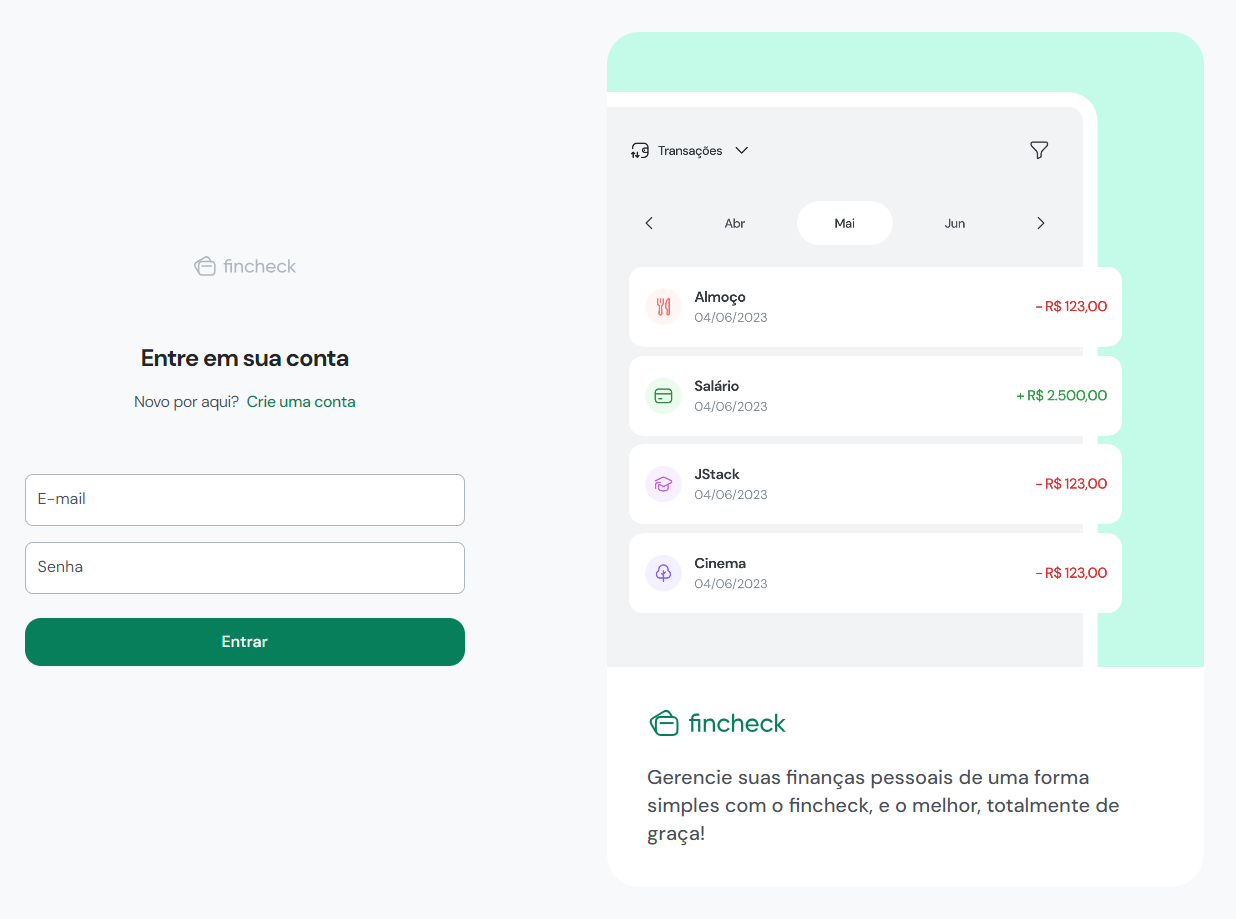 fincheck
Entre em sua conta
Novo por aqui? Crie uma conta
E-mail
Senha
Entrar
Transações
Abr Mai Jun
Almoço
04/06/2023
- R$ 123,00
Salário
04/06/2023
+ R$ 2.500,00
JStack
04/06/2023
- R$ 123,00
Cinema
04/06/2023
- R$ 123,00
fincheck
Gerencie suas finanças pessoais de uma forma
simples com o fincheck, e o melhor, totalmente de
graça!